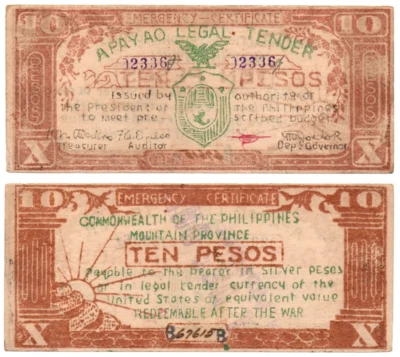 10 EMERGENCY-CERTIFICATE 10
APAYAO LEGAL TENDER
12336 12336
TEN PESOS
PESOS PESOS
Issued by authority of
the President of the Philippines
to meet pre- scribed budget
Treasurer Auditor Dep. Governor
X X
10 EMERGENCY CERTIFICATE 10
COMMONWEALTH OF THE PHILIPPINES
MOUNTAIN PROVINCE
TEN PESOS
payable to the bearer in silver pesos
or in legal tender currency of the
United States of equivalent value
REDEEMABLE AFTER THE WAR
X B67615B X